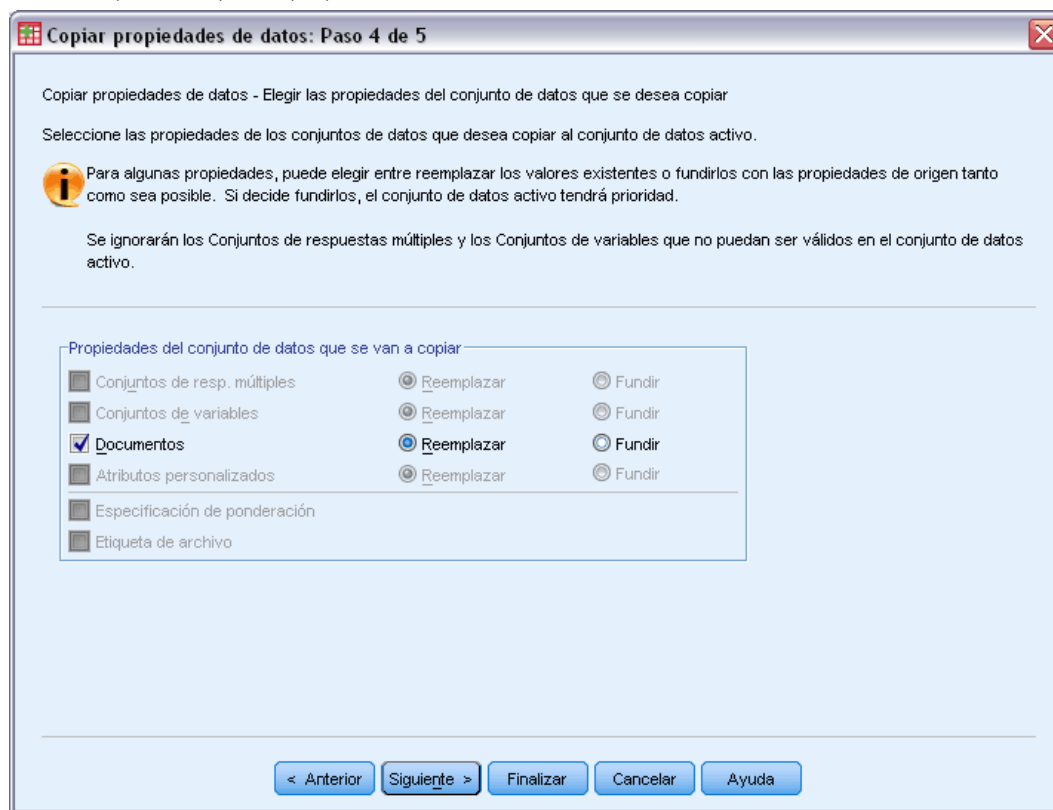 Copiar propiedades de datos: Paso 4 de 5
Copiar propiedades de datos - Elegir las propiedades del conjunto de datos que se desea copiar
Seleccione las propiedades de los conjuntos de datos que desea copiar al conjunto de datos activo.
Para algunas propiedades, puede elegir entre reemplazar los valores existentes o fundirlos con las propiedades de origen tanto
como sea posible. Si decide fundirlos, el conjunto de datos activo tendrá prioridad.
Se ignorarán los Conjuntos de respuestas múltiples y los Conjuntos de variables que no puedan ser válidos en el conjunto de datos
activo.
Propiedades del conjunto de datos que se van a copiar
Conjuntos de resp. múltiples Reemplazar Fundir
Conjuntos de variables Reemplazar Fundir
Documentos Reemplazar Fundir
Atributos personalizados Reemplazar Fundir
Especificación de ponderación
Etiqueta de archivo
< Anterior Siguiente > Finalizar Cancelar Ayuda